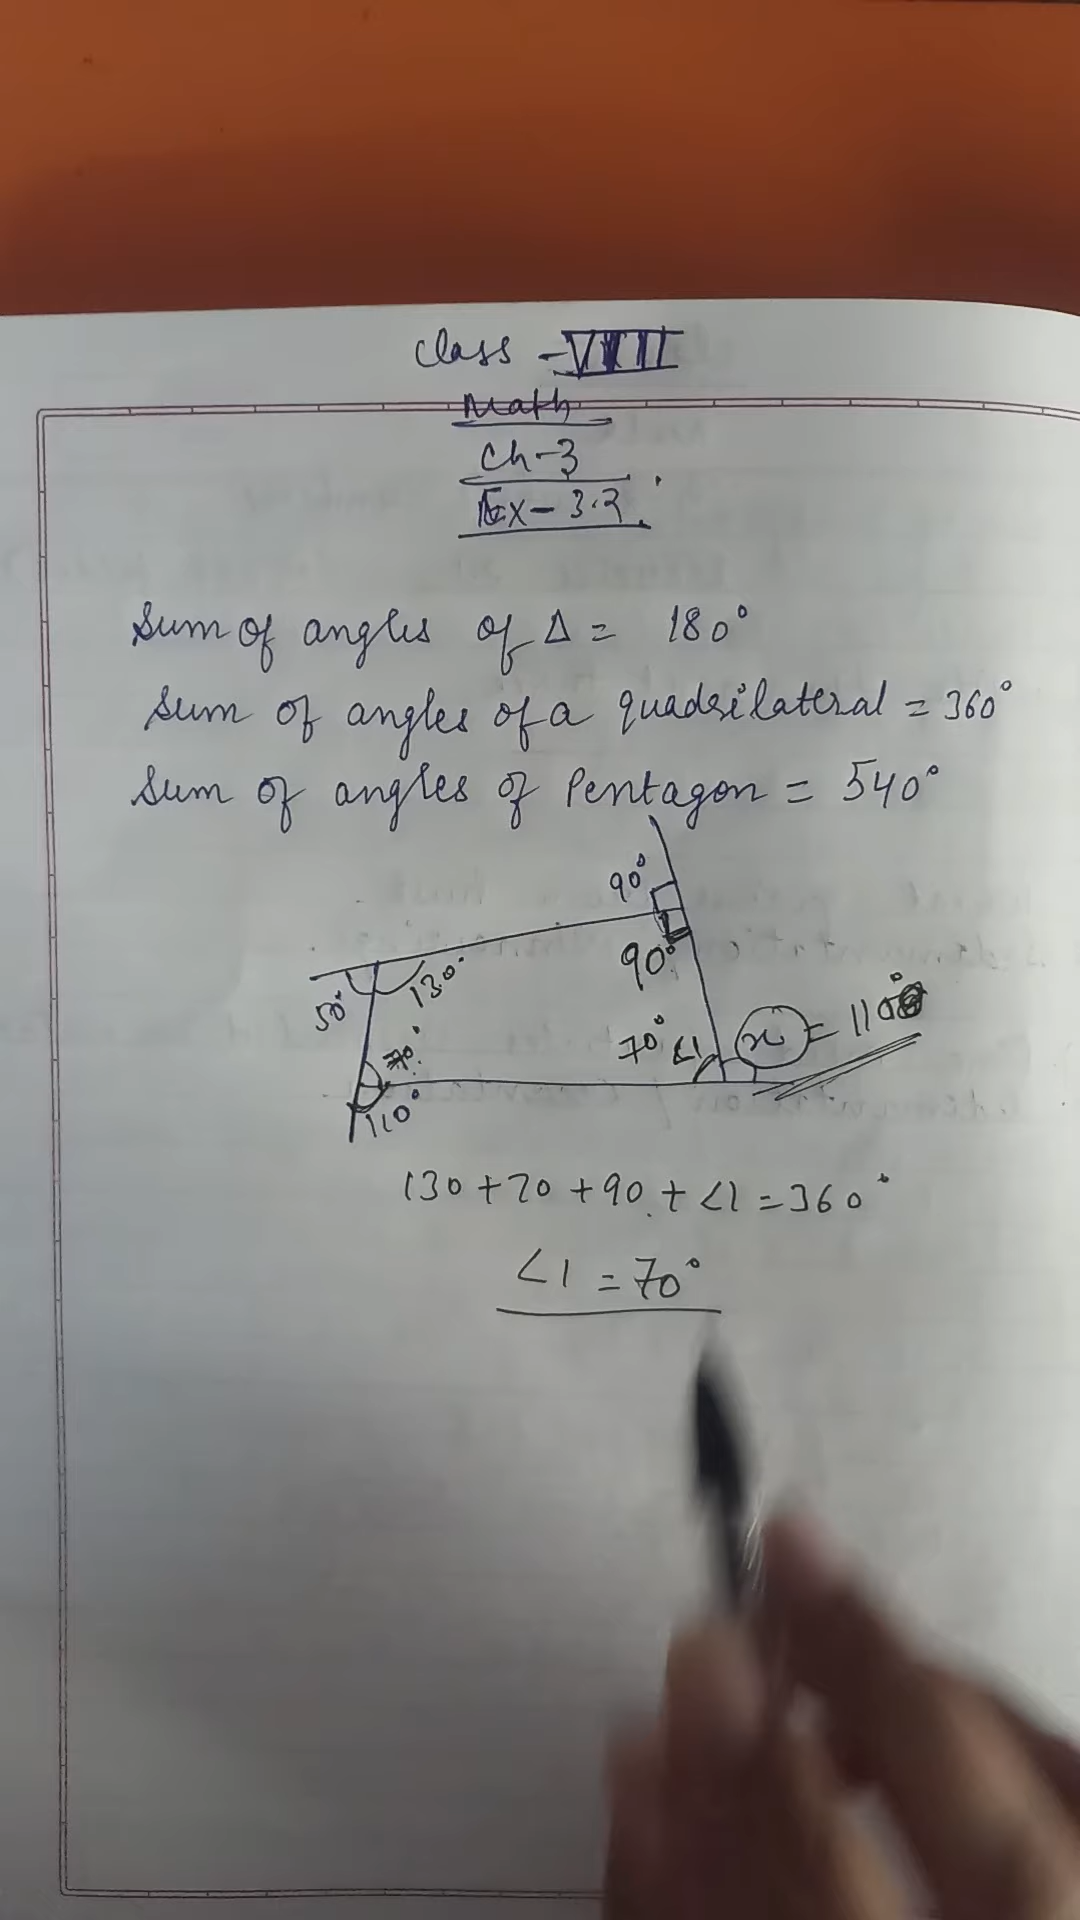 Class - VIII
Math
Ch-3
Ex - 3.2
Sum of angles of Δ = 180°
Sum of angles of a quadrilateral = 360°
Sum of angles of Pentagon = 540°
90°
90°
50° 130°
70° 70° ∠1 x = 110°
110°
130 + 70 + 90 + ∠1 = 360°
∠1 = 70°